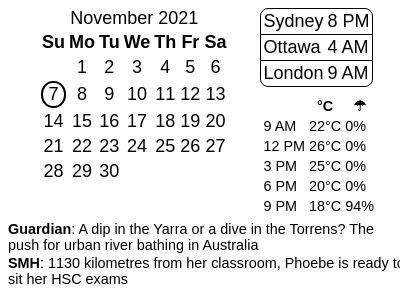 November 2021
Su Mo Tu We Th Fr Sa
1 2 3 4 5 6
7 8 9 10 11 12 13
14 15 16 17 18 19 20
21 22 23 24 25 26 27
28 29 30
Sydney 8 PM
Ottawa 4 AM
London 9 AM
°C ☂
9 AM 22°C 0%
12 PM 26°C 0%
3 PM 25°C 0%
6 PM 20°C 0%
9 PM 18°C 94%
Guardian: A dip in the Yarra or a dive in the Torrens? The
push for urban river bathing in Australia
SMH: 1130 kilometres from her classroom, Phoebe is ready to
sit her HSC exams